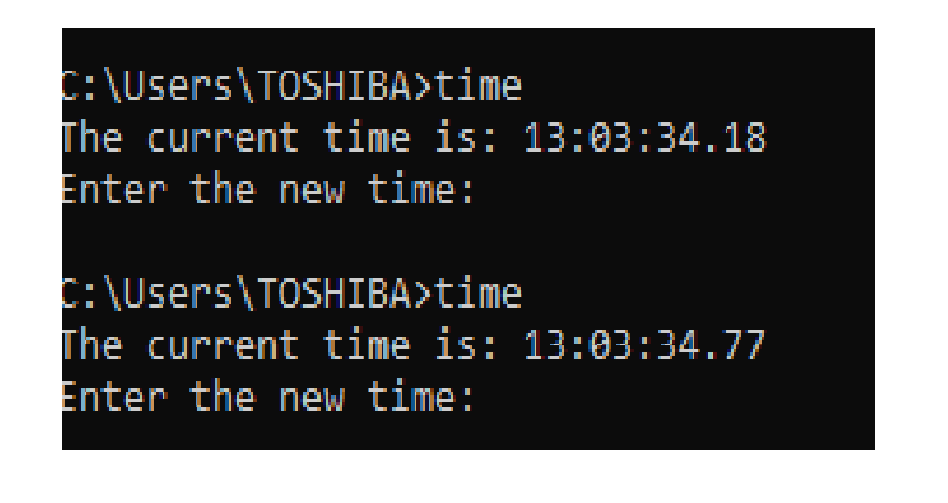 C:\Users\TOSHIBA>time
The current time is: 13:03:34.18
Enter the new time:
C:\Users\TOSHIBA>time
The current time is: 13:03:34.77
Enter the new time: